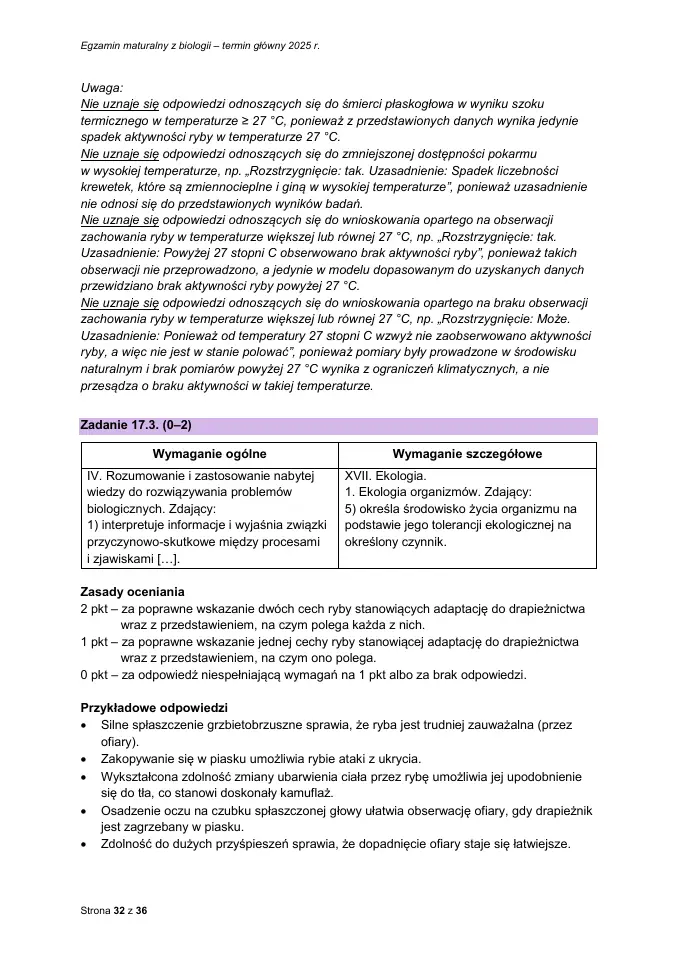 Egzamin maturalny z biologii – termin główny 2025 r.
Uwaga:
Nie uznaje się odpowiedzi odnoszących się do śmierci płaskogłowa w wyniku szoku
termicznego w temperaturze ≥ 27 °C, ponieważ z przedstawionych danych wynika jedynie
spadek aktywności ryby w temperaturze 27 °C.
Nie uznaje się odpowiedzi odnoszących się do zmniejszonej dostępności pokarmu
w wysokiej temperaturze, np. „Rozstrzygnięcie: tak. Uzasadnienie: Spadek liczebności
krewetek, które są zmiennocieplne i giną w wysokiej temperaturze”, ponieważ uzasadnienie
nie odnosi się do przedstawionych wyników badań.
Nie uznaje się odpowiedzi odnoszących się do wnioskowania opartego na obserwacji
zachowania ryby w temperaturze większej lub równej 27 °C, np. „Rozstrzygnięcie: tak.
Uzasadnienie: Powyżej 27 stopni C obserwowano brak aktywności ryby”, ponieważ takich
obserwacji nie przeprowadzono, a jedynie w modelu dopasowanym do uzyskanych danych
przewidziano brak aktywności ryby powyżej 27 °C.
Nie uznaje się odpowiedzi odnoszących się do wnioskowania opartego na braku obserwacji
zachowania ryby w temperaturze większej lub równej 27 °C, np. „Rozstrzygnięcie: Może.
Uzasadnienie: Ponieważ od temperatury 27 stopni C wzwyż nie zaobserwowano aktywności
ryby, a więc nie jest w stanie polować”, ponieważ pomiary były prowadzone w środowisku
naturalnym i brak pomiarów powyżej 27 °C wynika z ograniczeń klimatycznych, a nie
przesądza o braku aktywności w takiej temperaturze.
Zadanie 17.3. (0–2)
Wymaganie ogólne
IV. Rozumowanie i zastosowanie nabytej
wiedzy do rozwiązywania problemów
biologicznych. Zdający:
1) interpretuje informacje i wyjaśnia związki
przyczynowo-skutkowe między procesami
i zjawiskami […].
Wymaganie szczegółowe
XVII. Ekologia.
1. Ekologia organizmów. Zdający:
5) określa środowisko życia organizmu na
podstawie jego tolerancji ekologicznej na
określony czynnik.
Zasady oceniania
2 pkt – za poprawne wskazanie dwóch cech ryby stanowiących adaptację do drapieżnictwa
wraz z przedstawieniem, na czym polega każda z nich.
1 pkt – za poprawne wskazanie jednej cechy ryby stanowiącej adaptację do drapieżnictwa
wraz z przedstawieniem, na czym ono polega.
0 pkt – za odpowiedź niespełniającą wymagań na 1 pkt albo za brak odpowiedzi.
Przykładowe odpowiedzi
• Silne spłaszczenie grzbietobrzuszne sprawia, że ryba jest trudniej zauważalna (przez
ofiary).
• Zakopywanie się w piasku umożliwia rybie ataki z ukrycia.
• Wykształcona zdolność zmiany ubarwienia ciała przez rybę umożliwia jej upodobnienie
się do tła, co stanowi doskonały kamuflaż.
• Osadzenie oczu na czubku spłaszczonej głowy ułatwia obserwację ofiary, gdy drapieżnik
jest zagrzebany w piasku.
• Zdolność do dużych przyśpieszeń sprawia, że dopadnięcie ofiary staje się łatwiejsze.
Strona 32 z 36